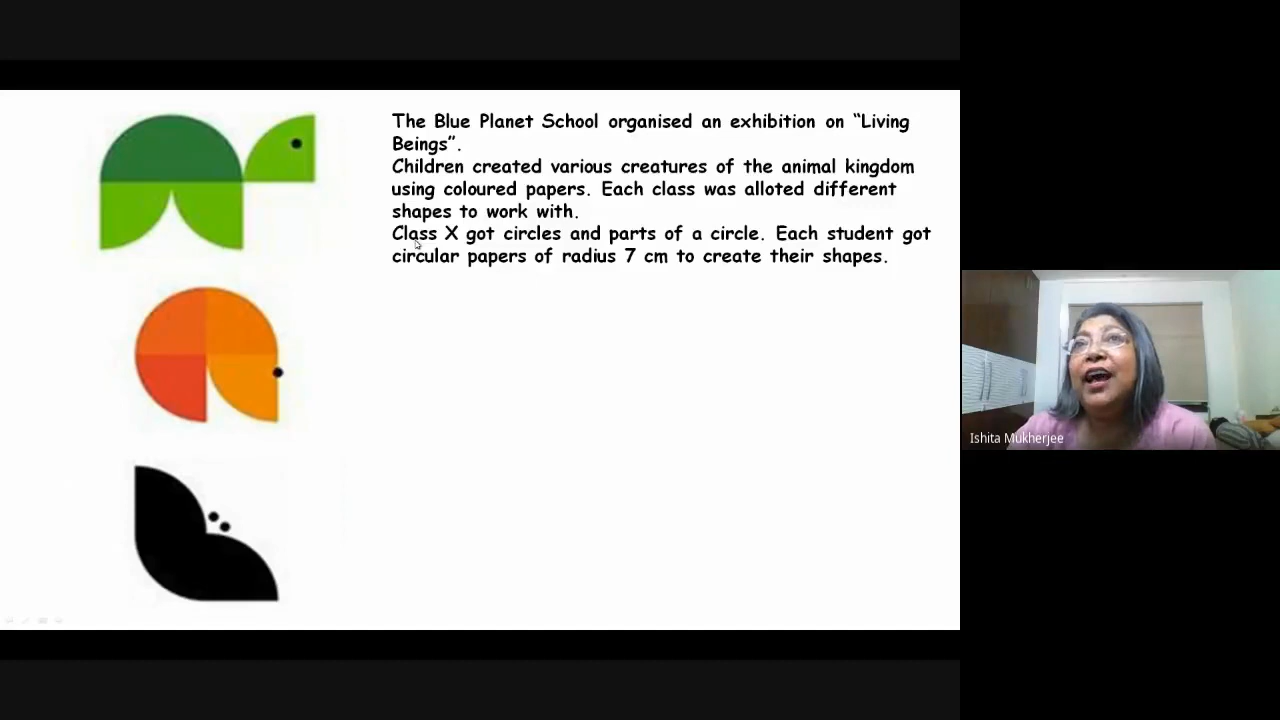 The Blue Planet School organised an exhibition on “Living
Beings”.
Children created various creatures of the animal kingdom
using coloured papers. Each class was alloted different
shapes to work with.
Class X got circles and parts of a circle. Each student got
circular papers of radius 7 cm to create their shapes.
Ishita Mukherjee